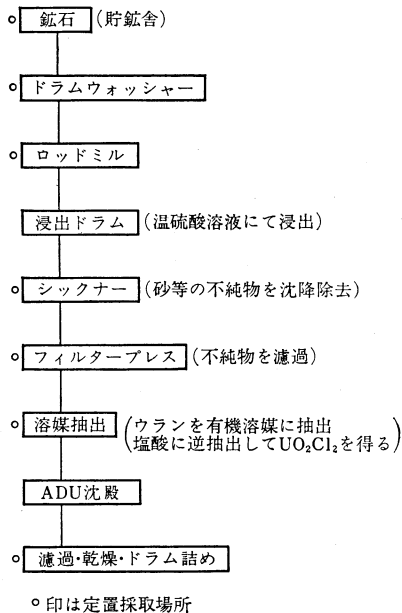 ○鉱石(貯鉱舎)
○ドラムウォッシャー
○ロッドミル
浸出ドラム(温硫酸溶液にて浸出)
○シックナー(砂等の不純物を沈降除去)
○フィルタープレス(不純物を濾過)
○溶媒抽出(ウランを有機溶媒に抽出
塩酸に逆抽出してUO₂Cl₂を得る)
ADU沈殿
○濾過・乾燥・ドラム詰め
○印は定置採取場所